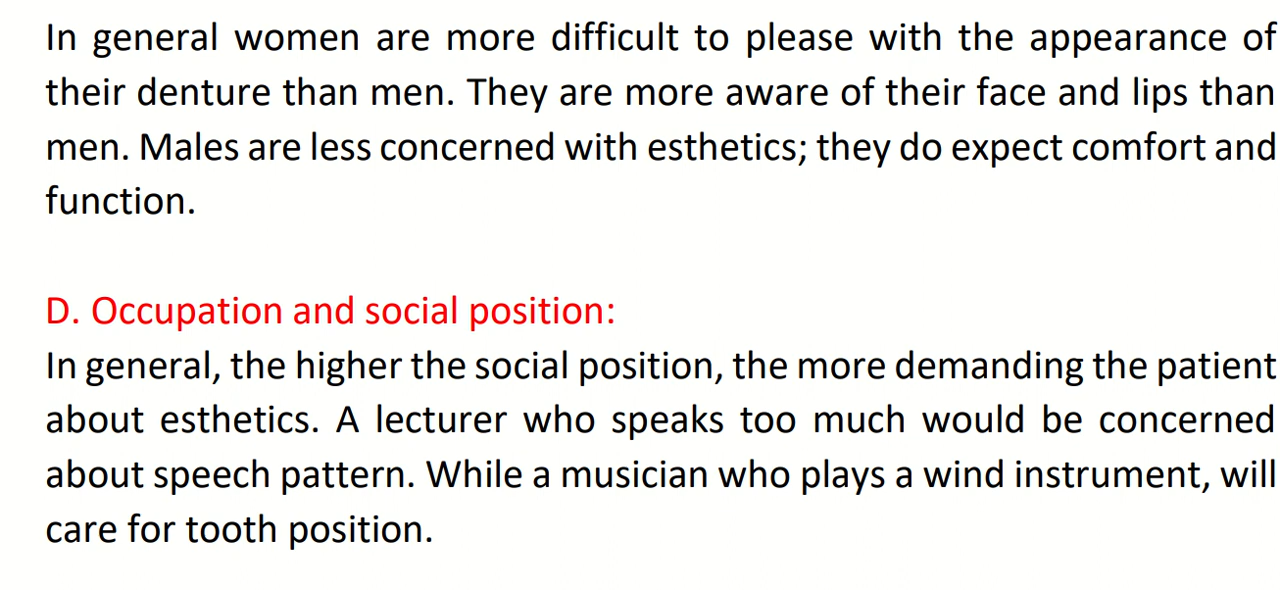 In general women are more difficult to please with the appearance of
their denture than men. They are more aware of their face and lips than
men. Males are less concerned with esthetics; they do expect comfort and
function.
D. Occupation and social position:
In general, the higher the social position, the more demanding the patient
about esthetics. A lecturer who speaks too much would be concerned
about speech pattern. While a musician who plays a wind instrument, will
care for tooth position.